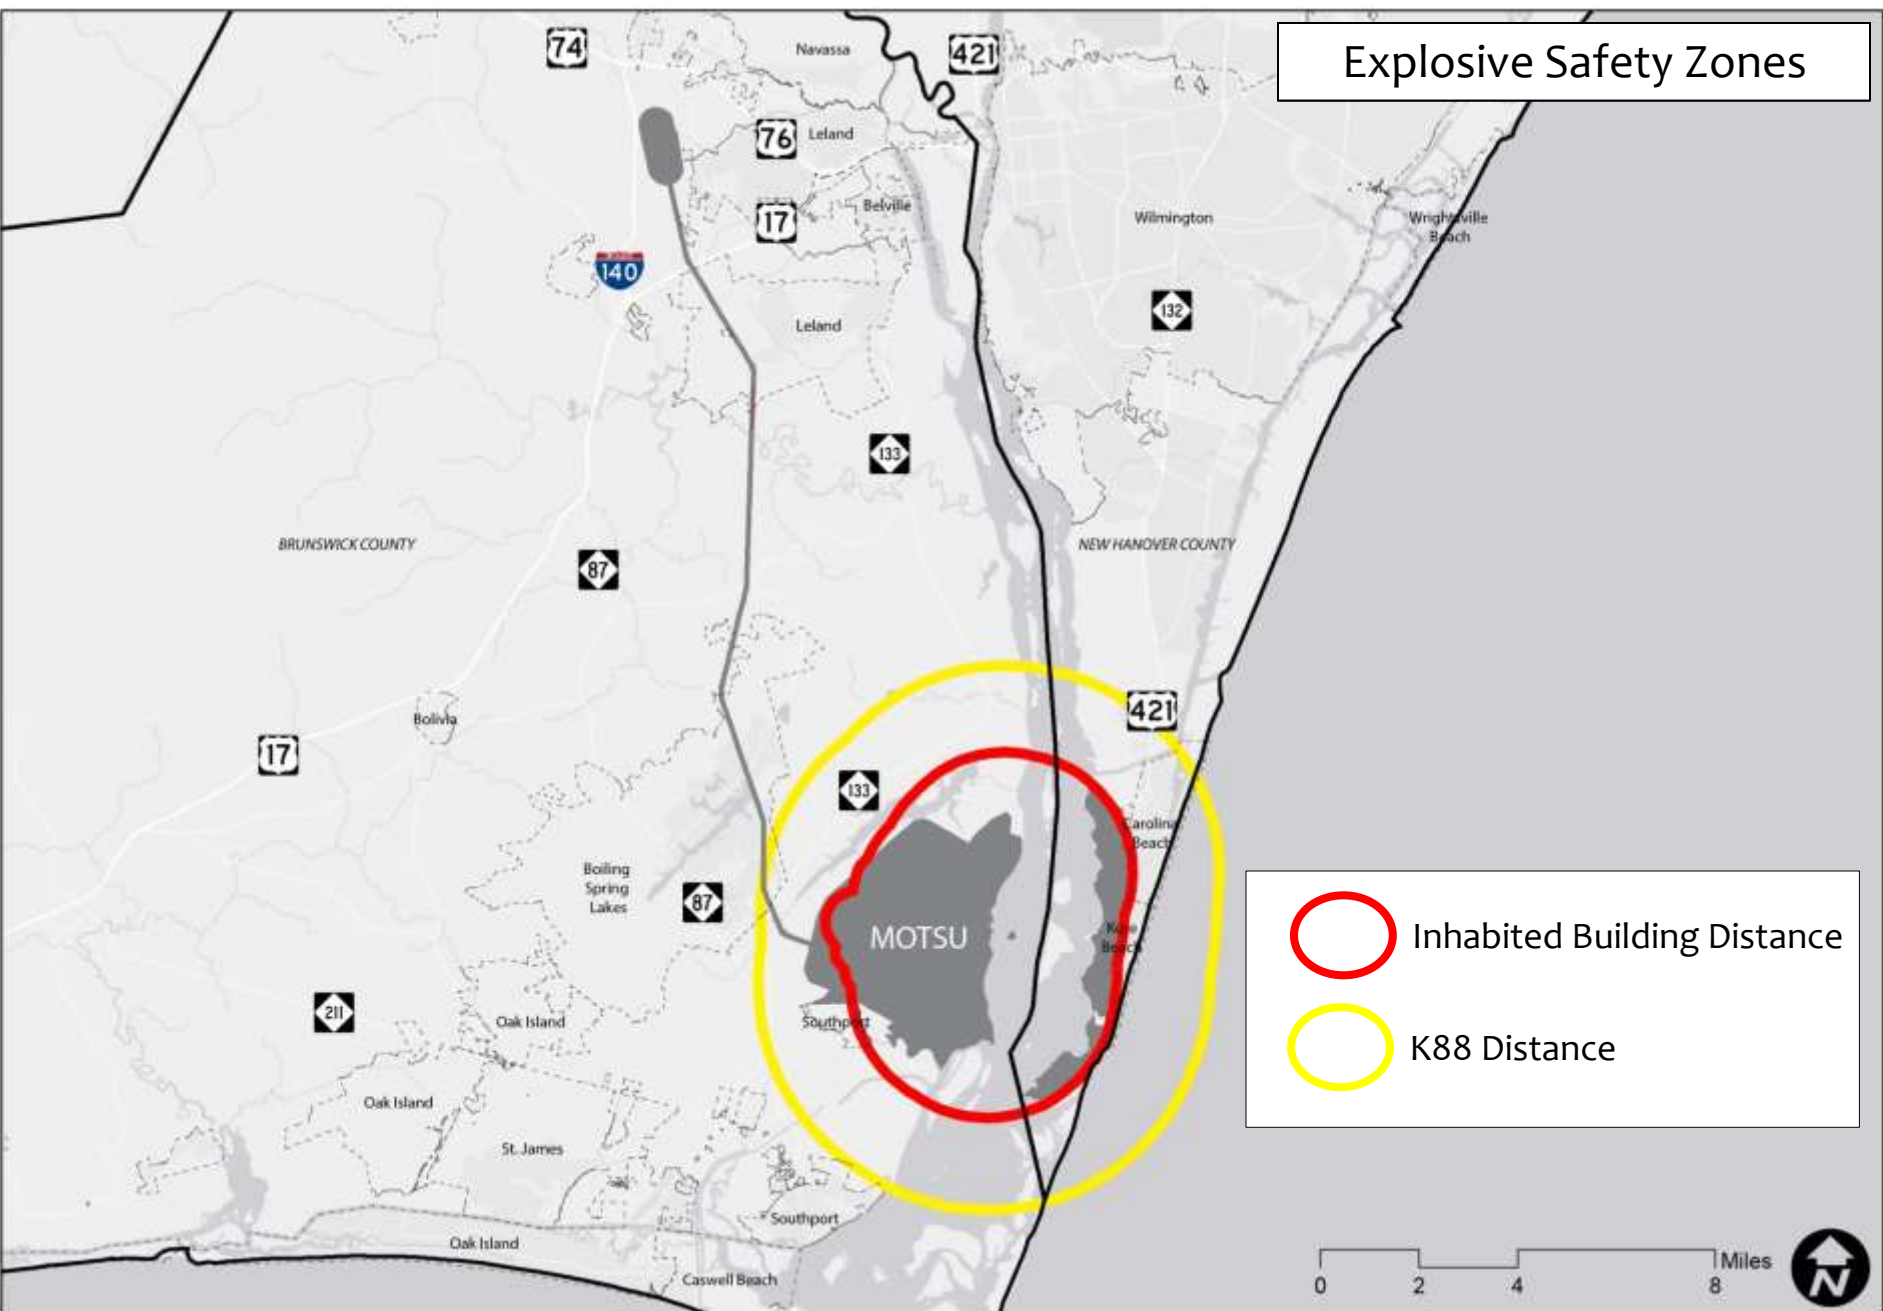 Explosive Safety Zones
74
Navassa
421
76
Leland
17
Belville
Wilmington
Wrightsville
Beach
140
132
Leland
133
BRUNSWICK COUNTY
NEW HANOVER COUNTY
87
Bolivia
421
17
133
Carolina
Beach
Boiling
Spring
Lakes
87
MOTSU
Kure
Beach
Inhabited Building Distance
211
Oak Island
Southport
K88 Distance
Oak Island
St. James
Southport
Oak Island
Caswell Beach
Miles
0 2 4 8
N